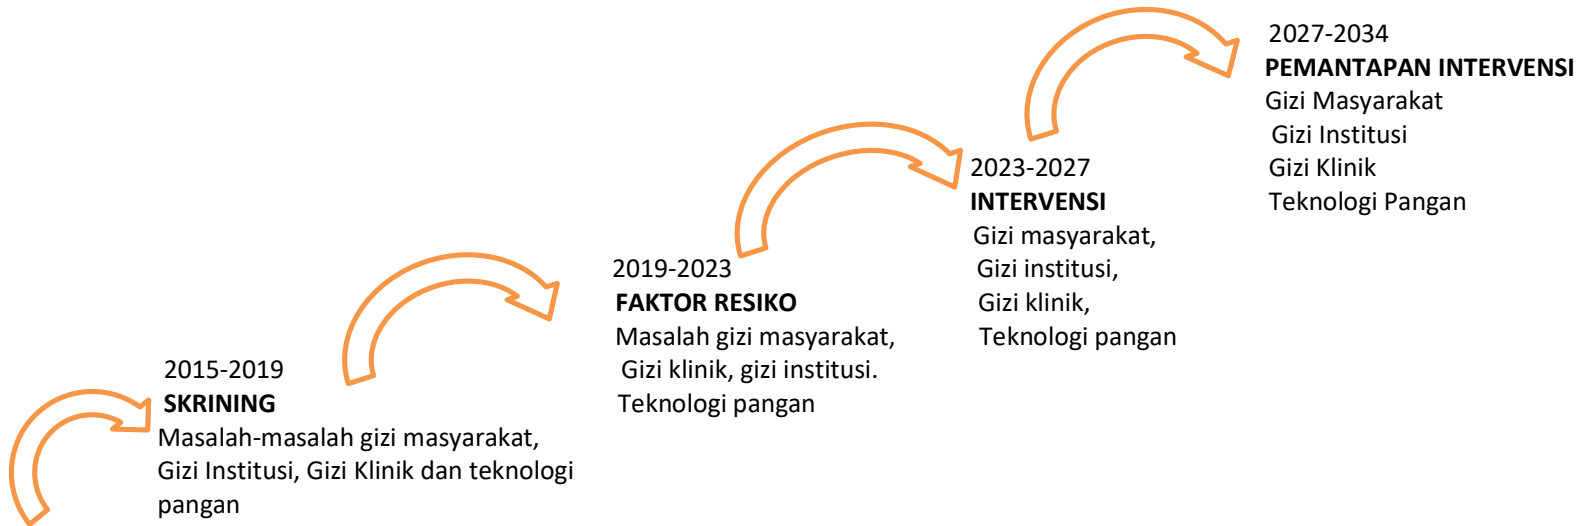 2015-2019
SKRINING
Masalah-masalah gizi masyarakat,
Gizi Institusi, Gizi Klinik dan teknologi
pangan
2019-2023
FAKTOR RESIKO
Masalah gizi masyarakat,
Gizi klinik, gizi institusi.
Teknologi pangan
2023-2027
INTERVENSI
Gizi masyarakat,
Gizi institusi,
Gizi klinik,
Teknologi pangan
2027-2034
PEMANTAPAN INTERVENSI
Gizi Masyarakat
Gizi Institusi
Gizi Klinik
Teknologi Pangan